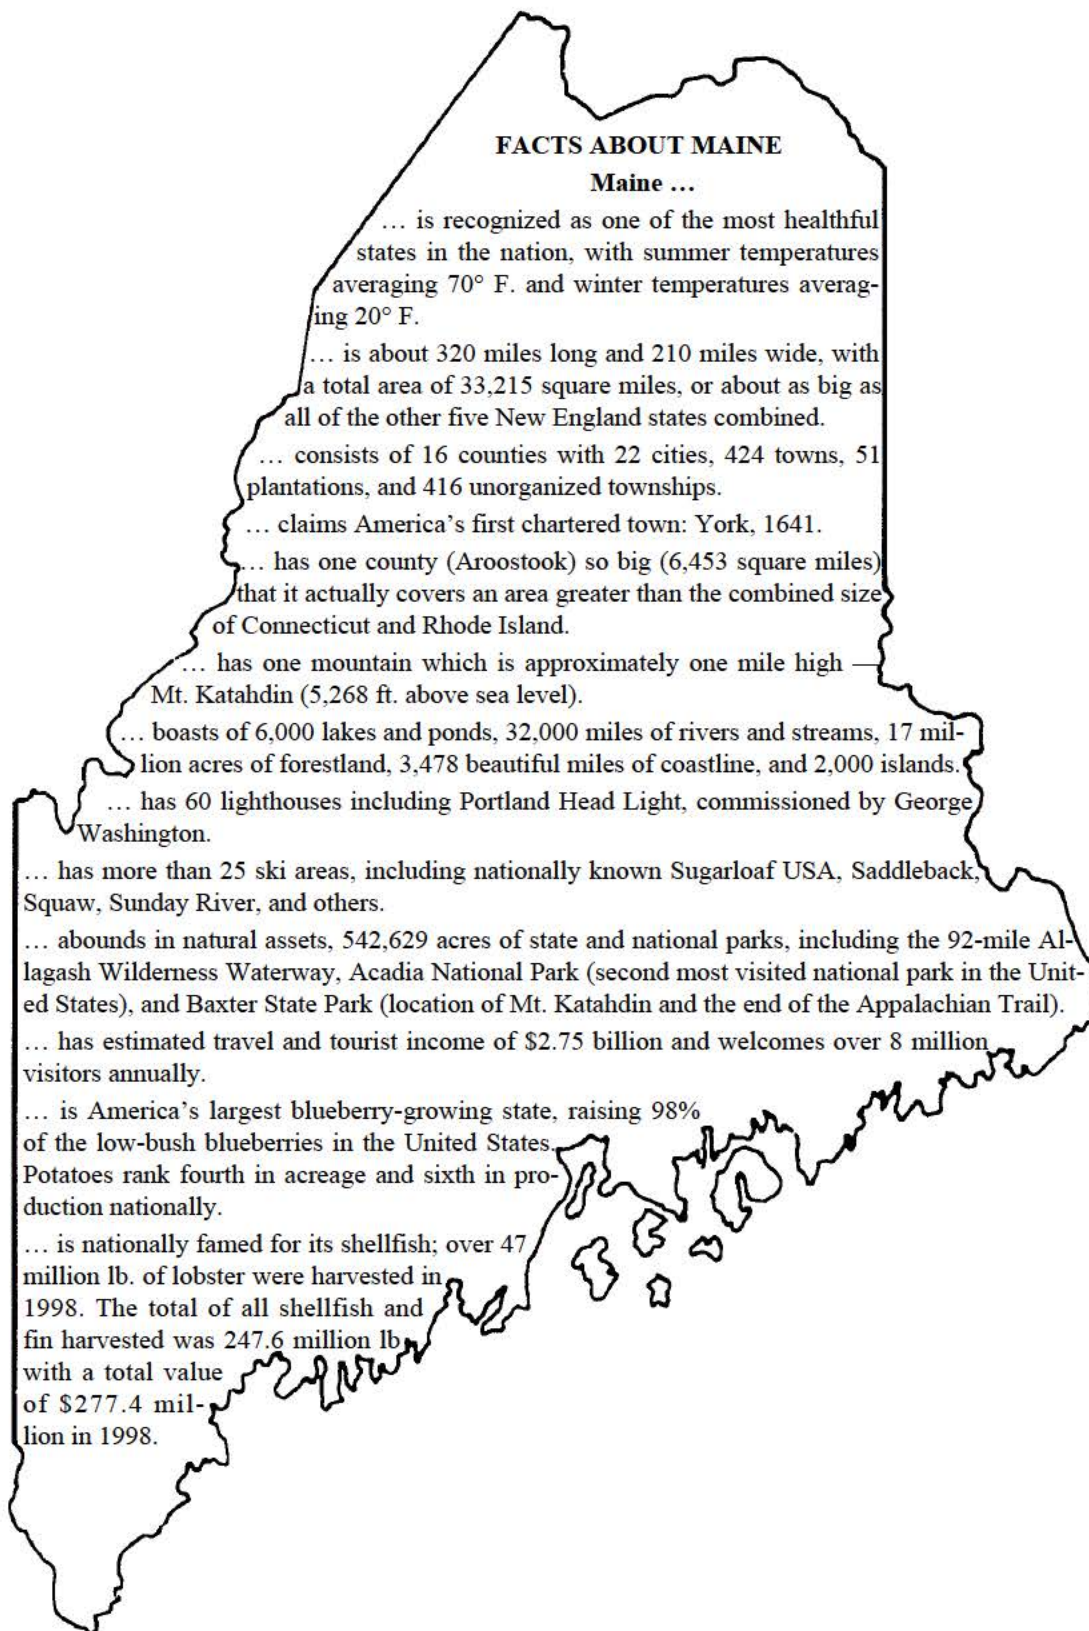 FACTS ABOUT MAINE
Maine …
… is recognized as one of the most healthful
states in the nation, with summer temperatures
averaging 70° F. and winter temperatures averag-
ing 20° F.
… is about 320 miles long and 210 miles wide, with
a total area of 33,215 square miles, or about as big as
all of the other five New England states combined.
… consists of 16 counties with 22 cities, 424 towns, 51
plantations, and 416 unorganized townships.
… claims America’s first chartered town: York, 1641.
… has one county (Aroostook) so big (6,453 square miles)
that it actually covers an area greater than the combined size
of Connecticut and Rhode Island.
… has one mountain which is approximately one mile high —
Mt. Katahdin (5,268 ft. above sea level).
… boasts of 6,000 lakes and ponds, 32,000 miles of rivers and streams, 17 mil-
lion acres of forestland, 3,478 beautiful miles of coastline, and 2,000 islands.
… has 60 lighthouses including Portland Head Light, commissioned by George
Washington.
… has more than 25 ski areas, including nationally known Sugarloaf USA, Saddleback,
Squaw, Sunday River, and others.
… abounds in natural assets, 542,629 acres of state and national parks, including the 92-mile Al-
lagash Wilderness Waterway, Acadia National Park (second most visited national park in the Unit-
ed States), and Baxter State Park (location of Mt. Katahdin and the end of the Appalachian Trail).
… has estimated travel and tourist income of $2.75 billion and welcomes over 8 million
visitors annually.
… is America’s largest blueberry-growing state, raising 98%
of the low-bush blueberries in the United States.
Potatoes rank fourth in acreage and sixth in pro-
duction nationally.
… is nationally famed for its shellfish; over 47
million lb. of lobster were harvested in
1998. The total of all shellfish and
fin harvested was 247.6 million lb
with a total value
of $277.4 mil-
lion in 1998.